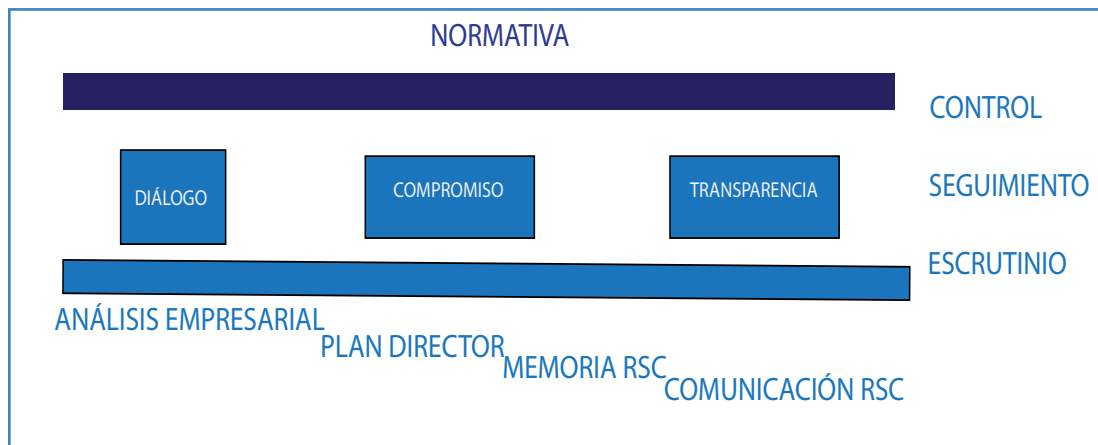 NORMATIVA
CONTROL
DIÁLOGO
COMPROMISO
TRANSPARENCIA
SEGUIMIENTO
ESCRUTINIO
ANÁLISIS EMPRESARIAL
PLAN DIRECTOR
MEMORIA RSC
COMUNICACIÓN RSC